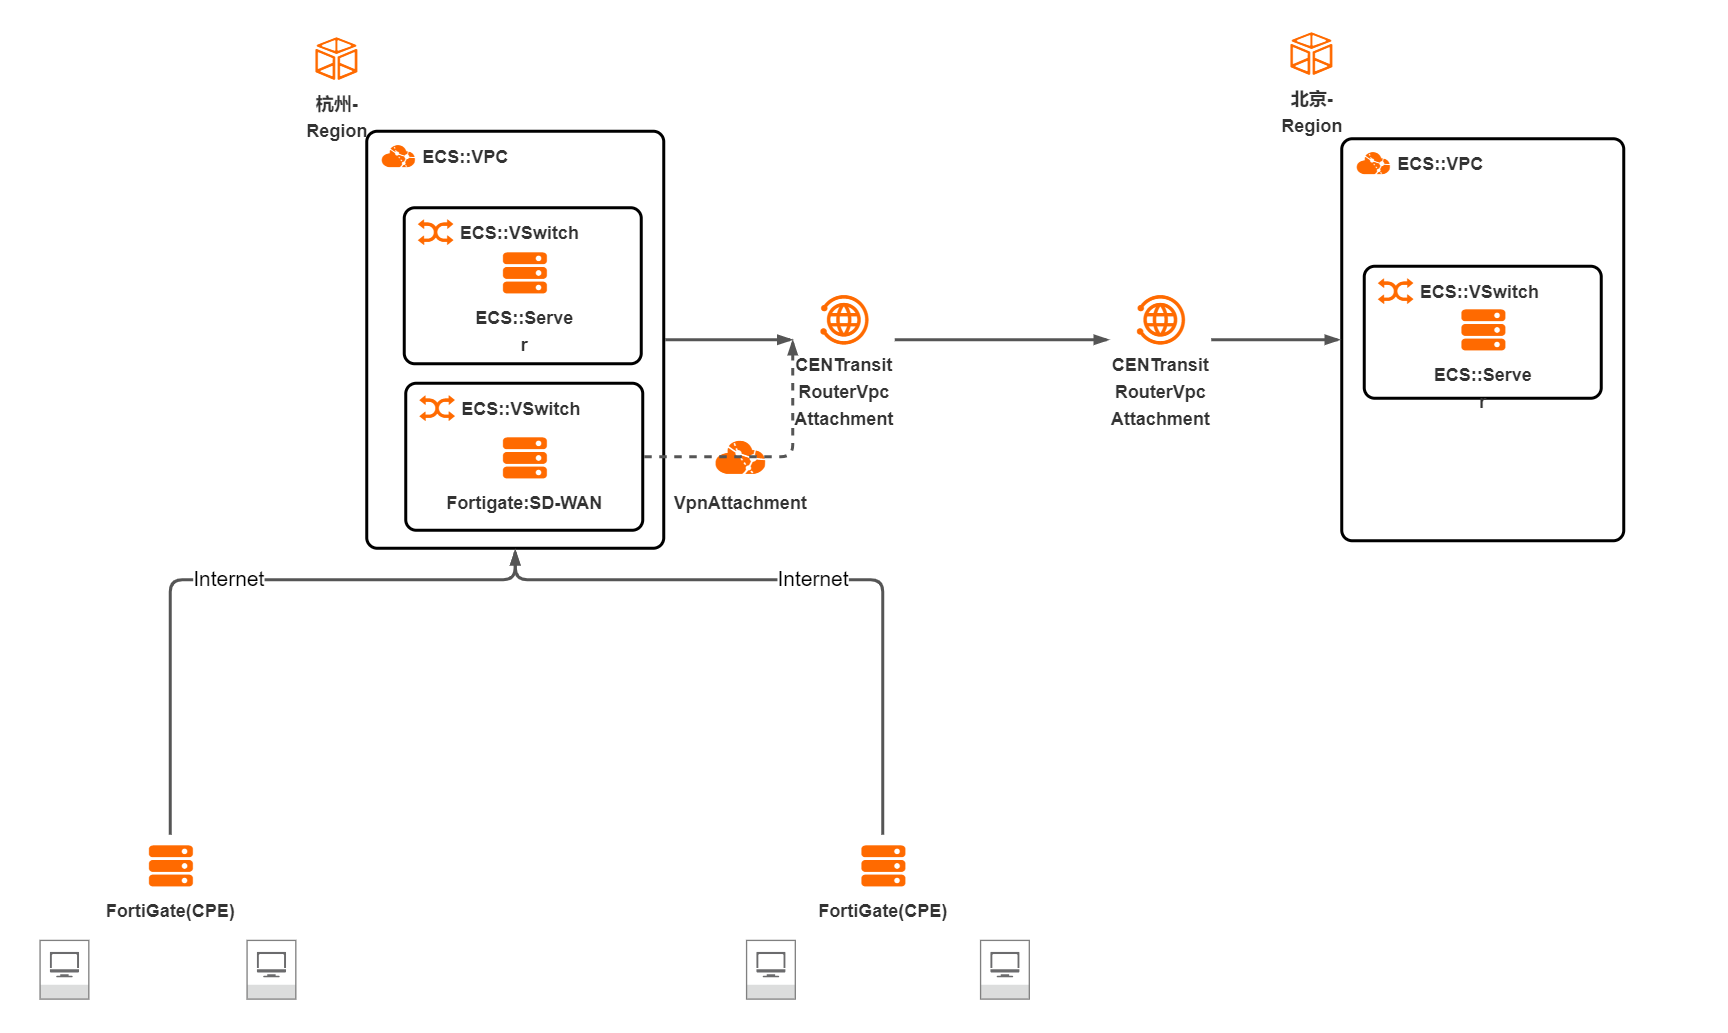 杭州-
Region
ECS::VPC
ECS::VSwitch
ECS::Serve
r
ECS::VSwitch
Fortigate:SD-WAN
VpnAttachment
CENTransit
RouterVpc
Attachment
CENTransit
RouterVpc
Attachment
北京-
Region
ECS::VPC
ECS::VSwitch
ECS::Serve
r
Internet
Internet
FortiGate(CPE)
FortiGate(CPE)